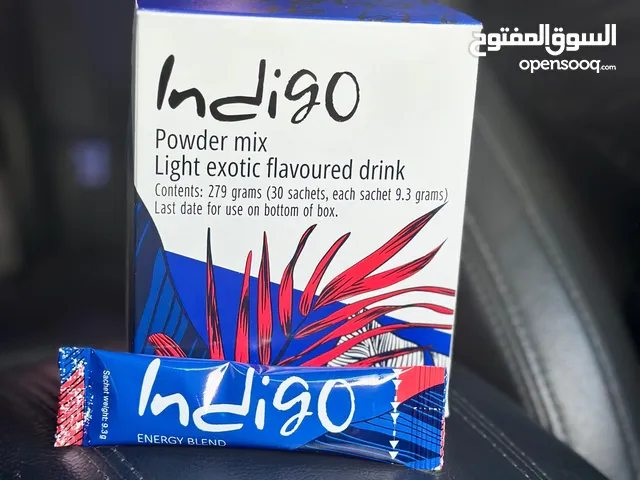 السوق المفتوح
opensooq.com
Indigo
Powder mix
Light exotic flavoured drink
Contents: 279 grams (30 sachets, each sachet 9.3 grams)
Last date for use on bottom of box.
Sachet weight: 9.3g
Indigo
ENERGY BLEND